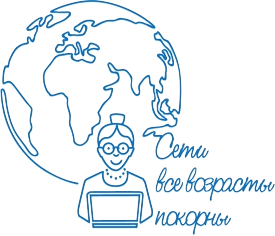 Сети
все возрасты
покорны